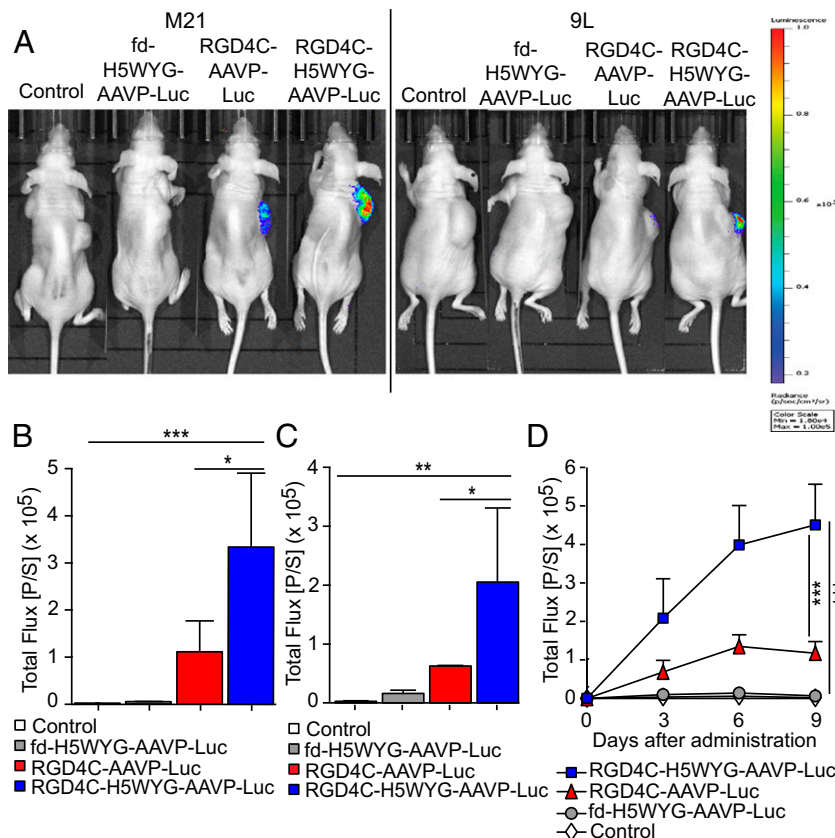 A
M21
9L
Control
fd-
H5WYG-
AAVP-Luc
RGD4C-
AAVP-
Luc
RGD4C-
H5WYG-
AAVP-Luc
Control
fd-
H5WYG-
AAVP-Luc
RGD4C-
AAVP-
Luc
RGD4C-
H5WYG-
AAVP-Luc
Luminescence
1.0
0.8
0.6
0.4
0.2
Radiance
(p/sec/cm²/sr)
Color Scale
Min = 1.80e4
Max = 1.00e5
B
***
*
Total Flux [P/S] (x 10⁵)
5
4
3
2
1
0
Control
fd-H5WYG-AAVP-Luc
RGD4C-AAVP-Luc
RGD4C-H5WYG-AAVP-Luc
C
**
*
Total Flux [P/S] (x 10⁵)
4
3
2
1
0
Control
fd-H5WYG-AAVP-Luc
RGD4C-AAVP-Luc
RGD4C-H5WYG-AAVP-Luc
D
Total Flux [P/S] (x 10⁵)
6
5
4
3
2
1
0
0 3 6 9
***
Days after administration
RGD4C-H5WYG-AAVP-Luc
RGD4C-AAVP-Luc
fd-H5WYG-AAVP-Luc
Control